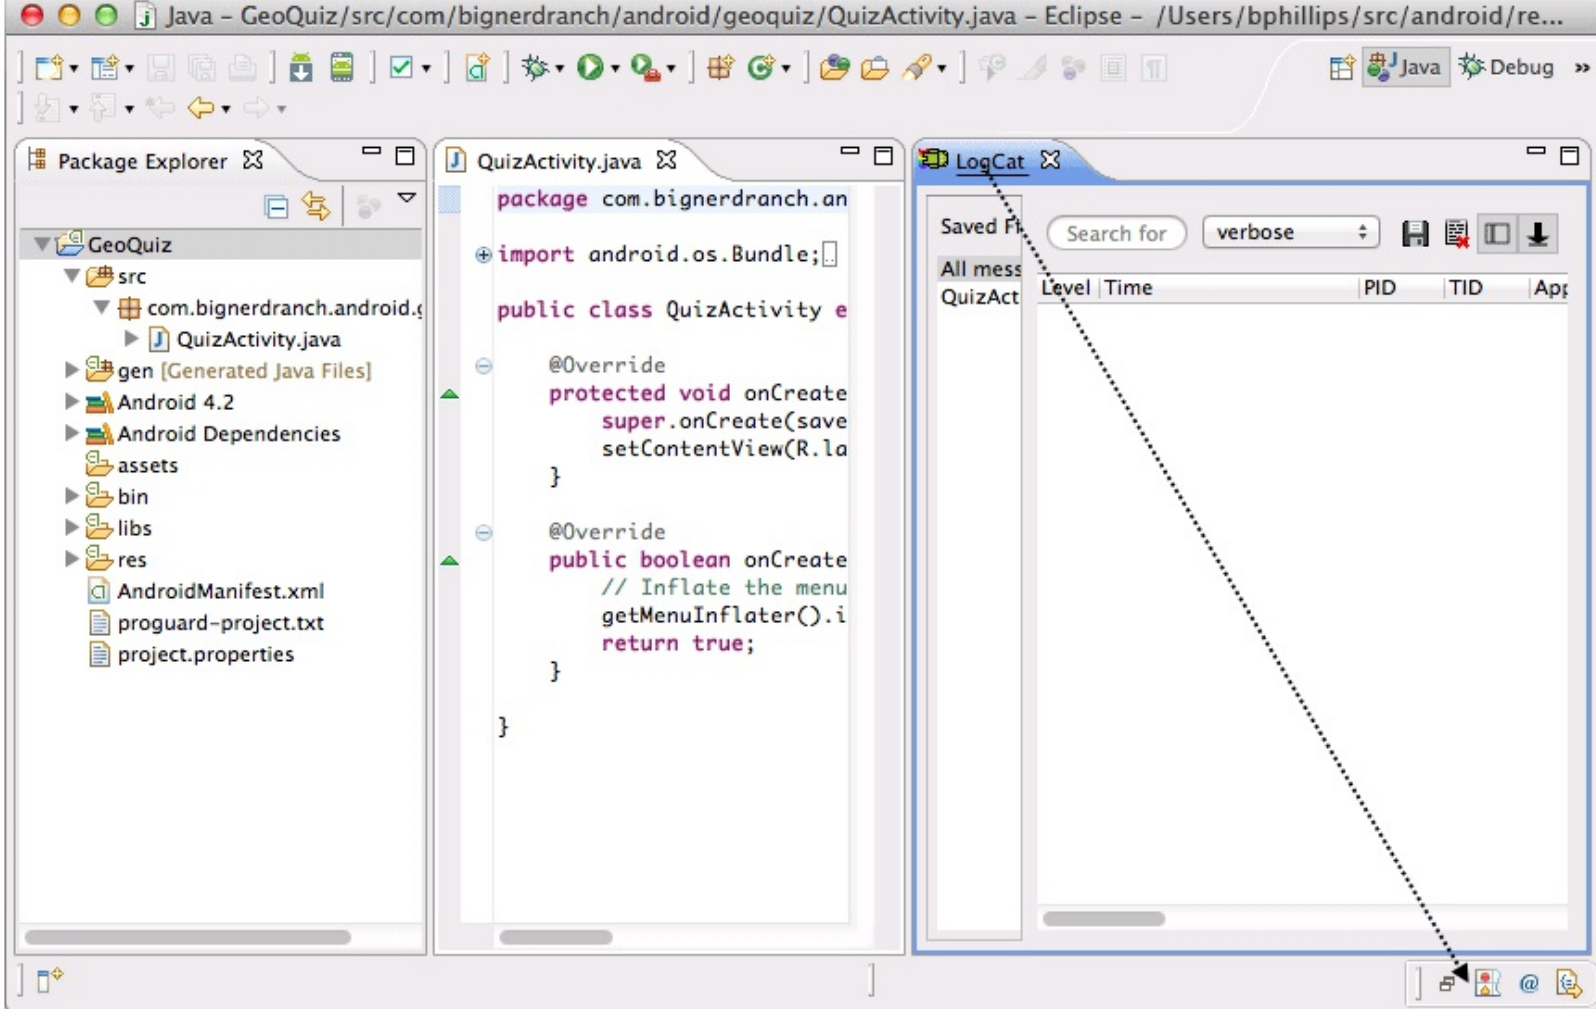 Java – GeoQuiz/src/com/bignerdranch/android/geoquiz/QuizActivity.java – Eclipse – /Users/bphillips/src/android/re...
Java Debug »
Package Explorer
GeoQuiz
src
com.bignerdranch.android.
QuizActivity.java
gen [Generated Java Files]
Android 4.2
Android Dependencies
assets
bin
libs
res
AndroidManifest.xml
proguard-project.txt
project.properties
QuizActivity.java
package com.bignerdranch.an
import android.os.Bundle;
public class QuizActivity e
@Override
protected void onCreate
super.onCreate(save
setContentView(R.la
}
@Override
public boolean onCreate
// Inflate the menu
getMenuInflater().i
return true;
}
}
LogCat
Saved Fi
All mess
QuizAct
Search for
verbose
Level Time PID TID App